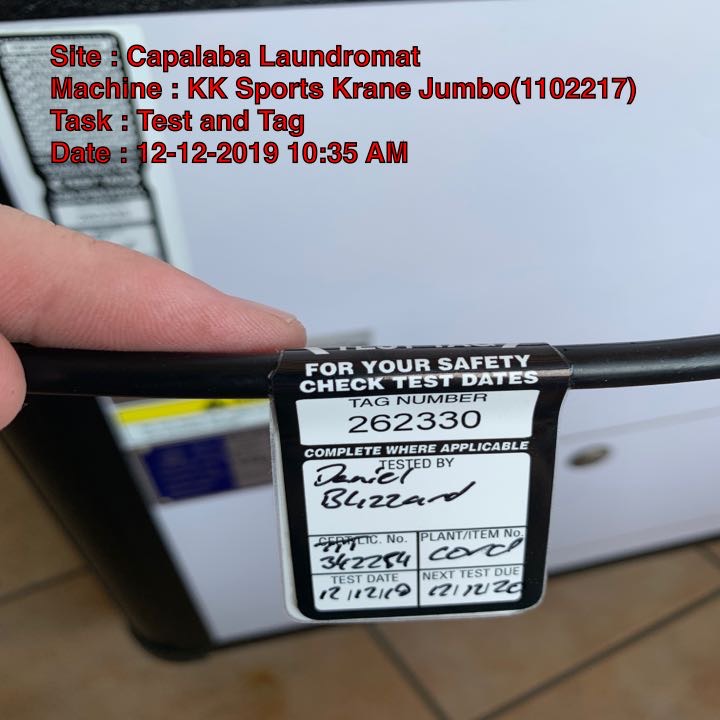 Site : Capalaba Laundromat
Machine : KK Sports Krane Jumbo(1102217)
Task : Test and Tag
Date : 12-12-2019 10:35 AM
FOR YOUR SAFETY
CHECK TEST DATES
TAG NUMBER
262330
COMPLETE WHERE APPLICABLE
TESTED BY
Daniel
Blizzard
CERT/LIC. No. PLANT/ITEM No.
342254 cord
TEST DATE NEXT TEST DUE
12/12/19 12/12/20